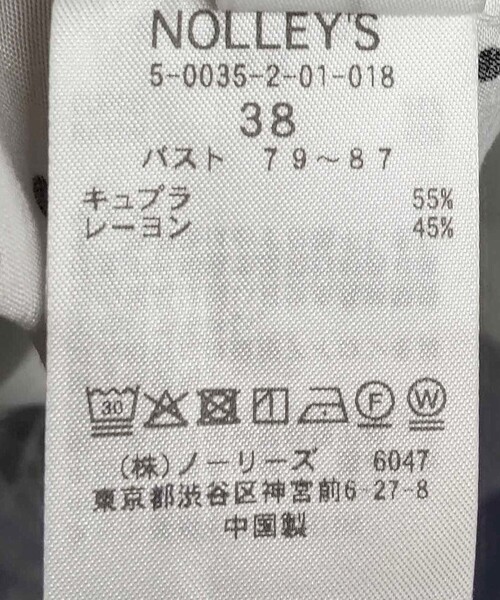 NOLLEY'S
5-0035-2-01-018
38
バスト 79～87
キュプラ 55%
レーヨン 45%
30 F W
(株)ノーリーズ 6047
東京都渋谷区神宮前6-27-8
中国製